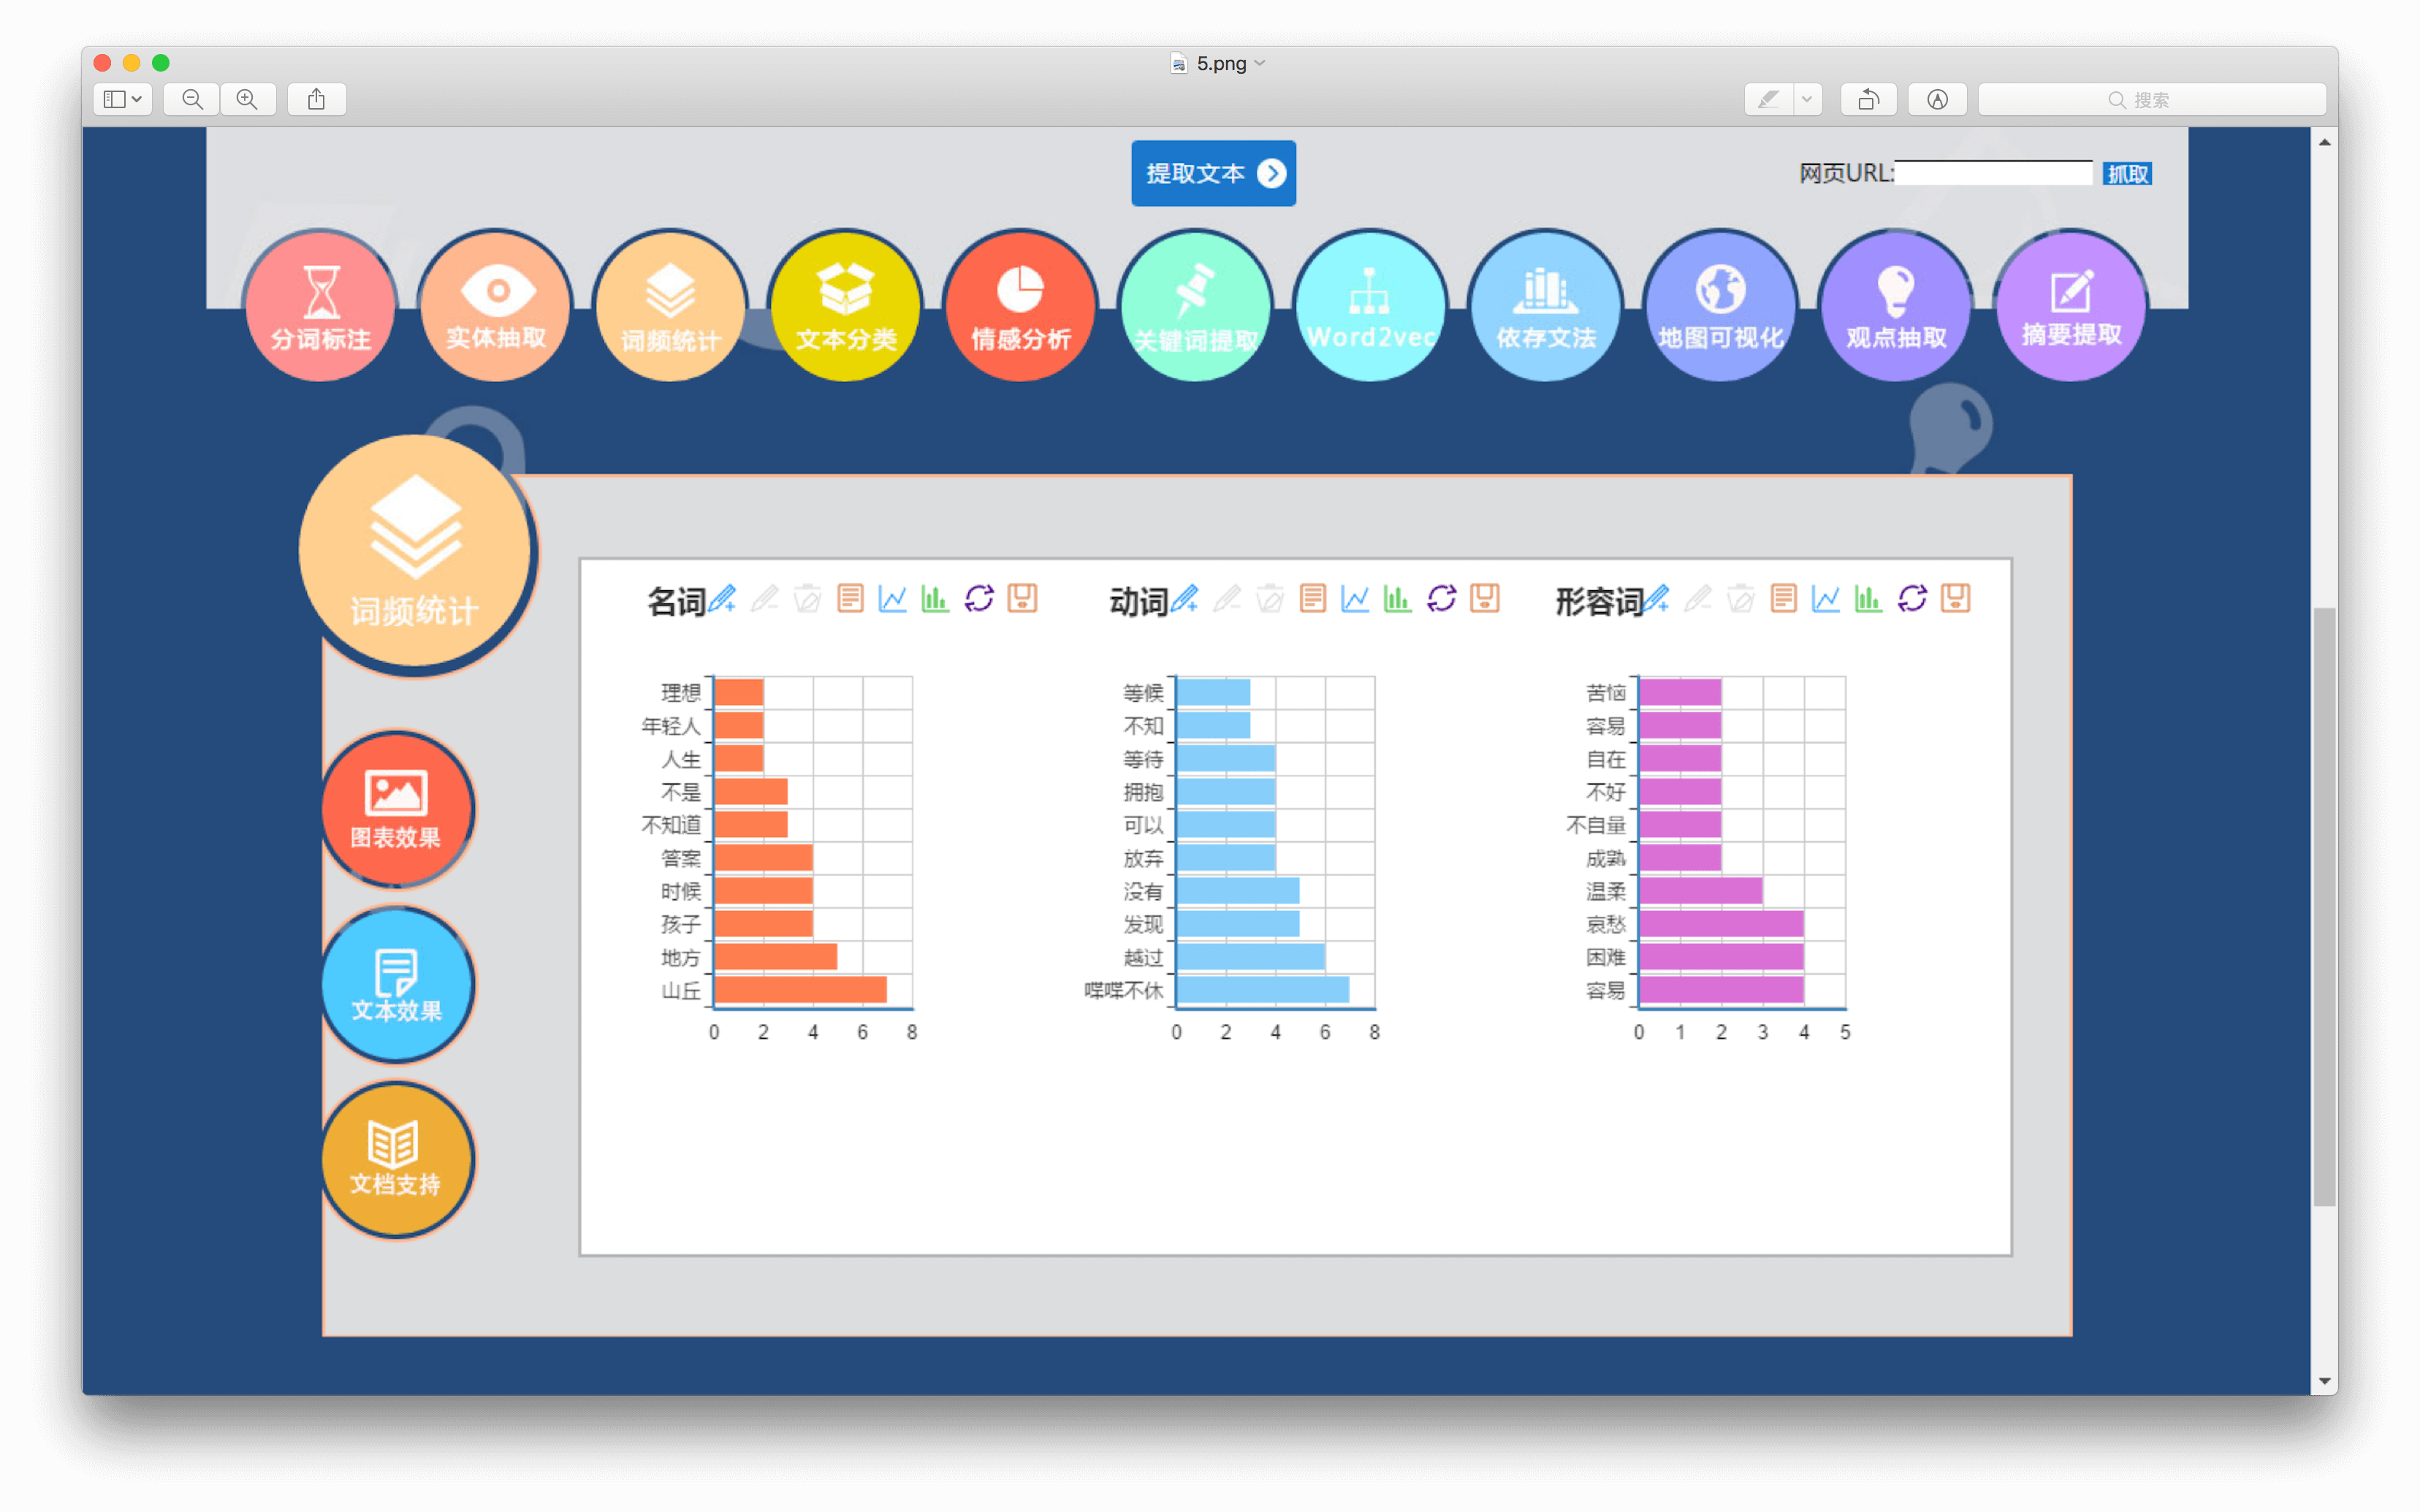 5.png
搜索
提取文本
网页URL:
抓取
分词标注
实体抽取
词频统计
文本分类
情感分析
关键词提取
Word2vec
依存文法
地图可视化
观点抽取
摘要提取
词频统计
图表效果
文本效果
文档支持
名词
理想
年轻人
人生
不是
不知道
答案
时候
孩子
地方
山丘
0 2 4 6 8
动词
等候
不知
等待
拥抱
可以
放弃
没有
发现
越过
喋喋不休
0 2 4 6 8
形容词
苦恼
容易
自在
不好
不自量
成熟
温柔
哀愁
困难
容易
0 1 2 3 4 5